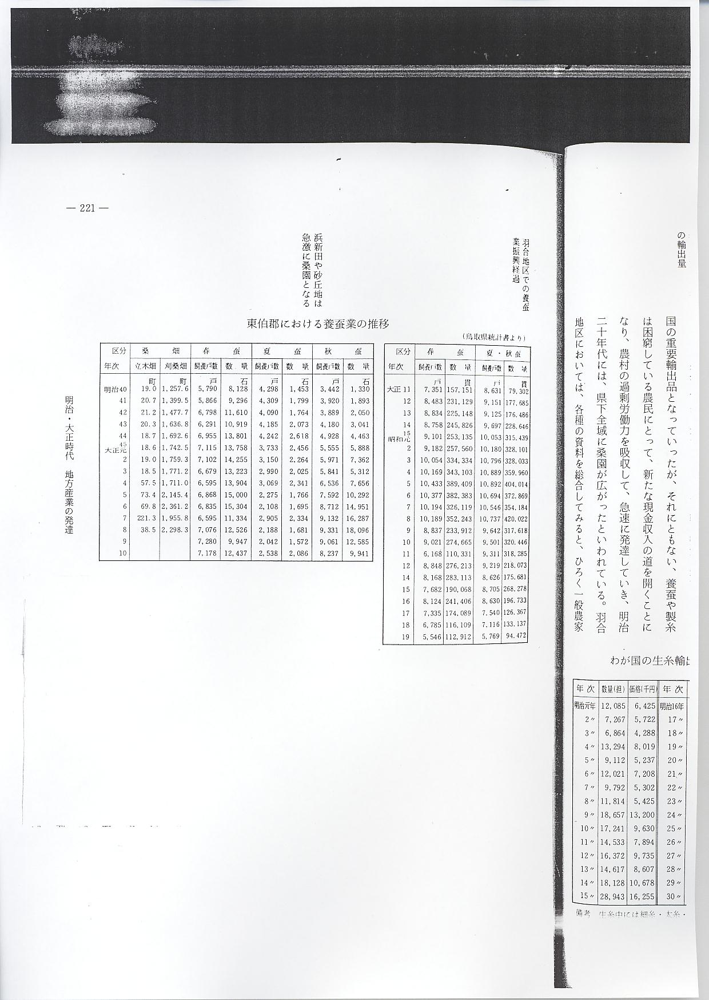 の輸出量
国の重要輸出品となっていったが、それにともない、養蚕や製糸
は困窮している農民にとって、新たな現金収入の道を開くことに
なり、農村の過剰労働力を吸収して、急速に発達していき、明治
二十年代には、県下全域に桑園が広がったといわれている。羽合
地区においては、各種の資料を総合してみると、ひろく一般農家
わが国の生糸輸出
年次 数量(担) 価格(千円) 年次
明治元年 12,085 6,425 明治16年
2〃 7,267 5,722 17〃
3〃 6,864 4,288 18〃
4〃 13,294 8,019 19〃
5〃 9,112 5,237 20〃
6〃 12,021 7,208 21〃
7〃 9,792 5,302 22〃
8〃 11,814 5,425 23〃
9〃 18,657 13,200 24〃
10〃 17,241 9,630 25〃
11〃 14,533 7,894 26〃
12〃 16,372 9,735 27〃
13〃 14,617 8,607 28〃
14〃 18,128 10,678 29〃
15〃 28,943 16,255 30〃
備考 生糸中には細糸・太糸・
羽合地区での養蚕
業振興経過
浜新田や砂丘地は
急激に桑園となる
東伯郡における養蚕業の推移
(鳥取県統計書より)
区分 桑畑 春蚕 夏蚕 秋蚕
年次 立木畑 刈桑畑 飼養戸数 数量 飼養戸数 数量 飼養戸数 数量
町 町 戸 石 戸 石 戸 石
明治40 19.0 1,257.6 5,790 8,128 4,298 1,453 3,442 1,330
41 20.7 1,399.5 5,866 9,296 4,309 1,799 3,920 1,893
42 21.2 1,477.7 6,798 11,610 4,090 1,764 3,889 2,050
43 20.3 1,636.8 6,291 10,919 4,185 2,073 4,180 3,041
44 18.7 1,692.6 6,955 13,801 4,242 2,618 4,928 4,463
45 大正元 18.6 1,742.5 7,115 13,758 3,733 2,456 5,555 5,888
2 19.0 1,759.3 7,102 14,255 3,150 2,264 5,971 7,362
3 18.5 1,771.2 6,679 13,223 2,990 2,025 5,841 5,312
4 57.5 1,711.0 6,595 13,904 3,069 2,341 6,536 7,656
5 73.4 2,145.4 6,868 15,000 2,275 1,766 7,592 10,292
6 69.8 2,361.2 6,835 15,304 2,108 1,695 8,712 14,951
7 221.3 1,955.8 6,595 11,334 2,905 2,334 9,132 16,287
8 38.5 2,298.3 7,076 12,526 2,188 1,681 9,331 18,096
9 7,280 9,947 2,042 1,572 9,061 12,585
10 7,178 12,437 2,538 2,086 8,237 9,941
区分 春蚕 夏・秋蚕
年次 飼養戸数 数量 飼養戸数 数量
戸 貫 戸 貫
大正11 7,351 157,151 8,631 79,302
12 8,483 231,129 9,151 177,685
13 8,834 225,148 9,125 176,486
14 8,758 245,826 9,697 228,646
15 昭和元 9,101 253,135 10,053 315,439
2 9,182 257,560 10,180 328,101
3 10,054 334,334 10,796 328,033
4 10,169 343,103 10,889 359,960
5 10,433 389,409 10,892 404,014
6 10,377 382,383 10,694 372,869
7 10,194 326,119 10,546 354,184
8 10,189 352,243 10,737 420,022
9 8,837 233,912 9,642 317,618
10 9,021 274,665 9,501 320,446
11 6,168 110,331 9,311 318,285
12 8,848 276,213 9,219 218,073
14 8,168 283,113 8,626 175,681
15 7,682 190,068 8,705 268,278
16 8,124 241,406 8,630 196,733
17 7,335 174,089 7,540 126,367
18 6,785 116,109 7,116 133,137
19 5,546 112,912 5,769 94,472
明治・大正時代 地方産業の発達
— 221 —